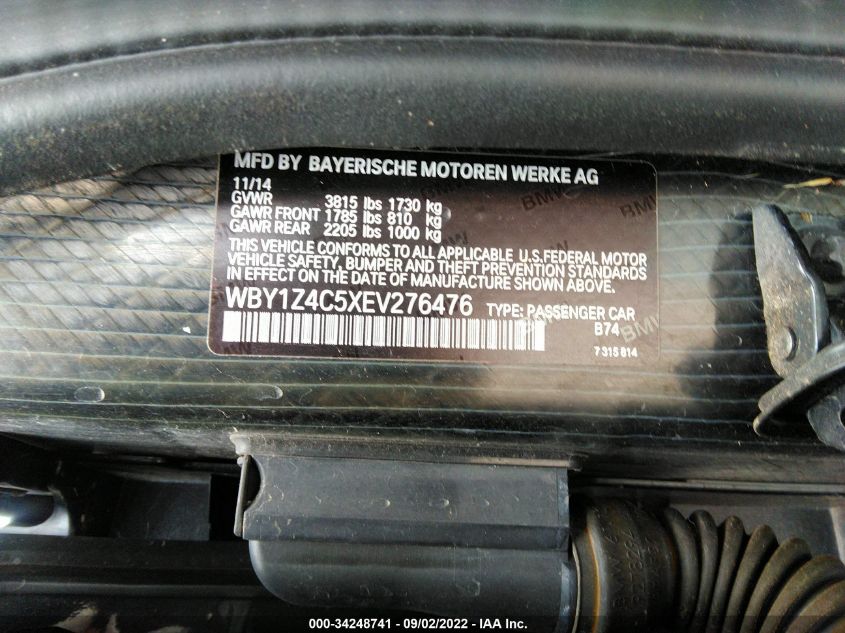 MFD BY BAYERISCHE MOTOREN WERKE AG
11/14
GVWR 3815 lbs 1730 kg
GAWR FRONT 1785 lbs 810 kg
GAWR REAR 2205 lbs 1000 kg
THIS VEHICLE CONFORMS TO ALL APPLICABLE U.S.FEDERAL MOTOR
VEHICLE SAFETY, BUMPER AND THEFT PREVENTION STANDARDS
IN EFFECT ON THE DATE OF MANUFACTURE SHOWN ABOVE.
WBY1Z4C5XEV276476 TYPE: PASSENGER CAR
B74
7 315 814
BMW
BMW
BMW
000-34248741 - 09/02/2022 - IAA Inc.